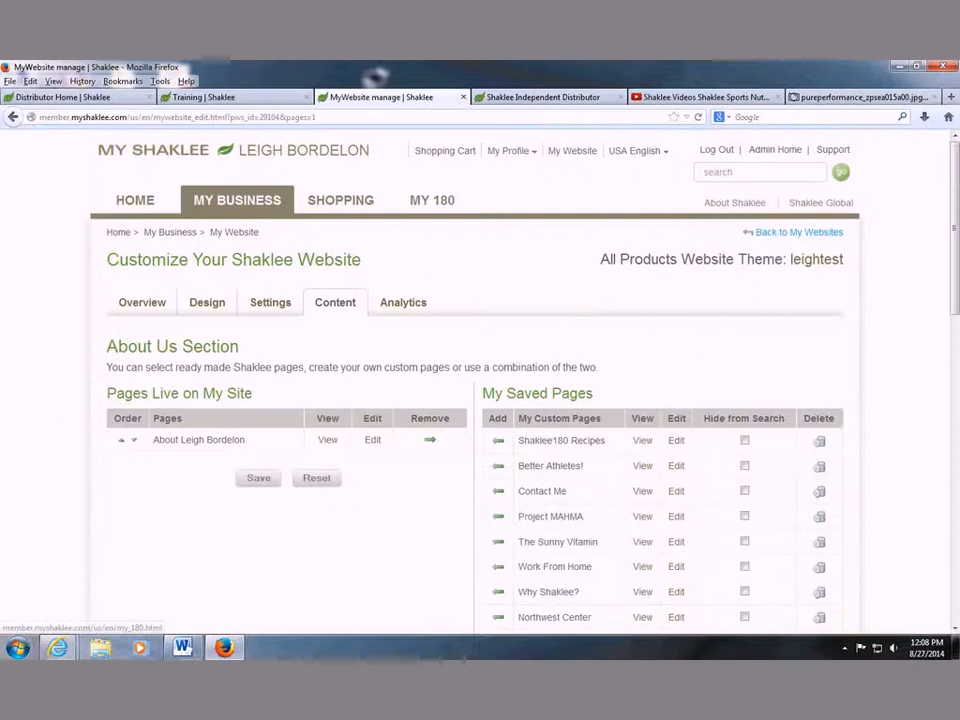 MyWebsite manage | Shaklee - Mozilla Firefox
File Edit View History Bookmarks Tools Help
Distributor Home | Shaklee × Training | Shaklee × MyWebsite manage | Shaklee × Shaklee Independent Distributor × Shaklee Videos Shaklee Sports Nut... × pureperformance_zpsea015a00.jpg... × +
member.myshaklee.com/us/en/mywebsite_edit.html?pws_id=29104&pages=1 Google
MY SHAKLEE LEIGH BORDELON Shopping Cart My Profile My Website USA English Log Out | Admin Home | Support
search go
HOME MY BUSINESS SHOPPING MY 180 About Shaklee | Shaklee Global
Home > My Business > My Website Back to My Websites
Customize Your Shaklee Website All Products Website Theme: leightest
Overview Design Settings Content Analytics
About Us Section
You can select ready made Shaklee pages, create your own custom pages or use a combination of the two.
Pages Live on My Site My Saved Pages
Order Pages View Edit Remove Add My Custom Pages View Edit Hide from Search Delete
About Leigh Bordelon View Edit Shaklee180 Recipes View Edit
Better Athletes! View Edit
Save Reset
Contact Me View Edit
Project MAHMA View Edit
The Sunny Vitamin View Edit
Work From Home View Edit
Why Shaklee? View Edit
Northwest Center View Edit
member.myshaklee.com/us/en/my_180.html
12:08 PM
8/27/2014